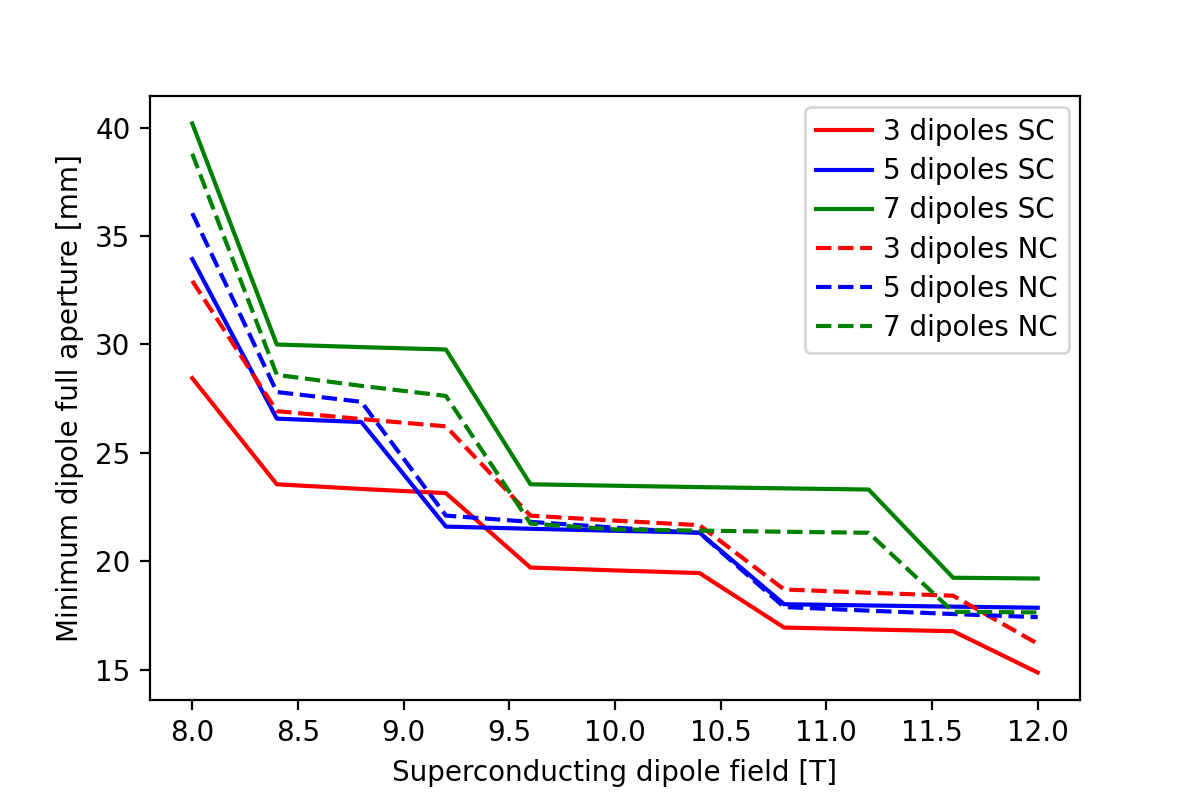 3 dipoles SC
5 dipoles SC
7 dipoles SC
3 dipoles NC
5 dipoles NC
7 dipoles NC
Minimum dipole full aperture [mm]
40
35
30
25
20
15
8.0 8.5 9.0 9.5 10.0 10.5 11.0 11.5 12.0
Superconducting dipole field [T]